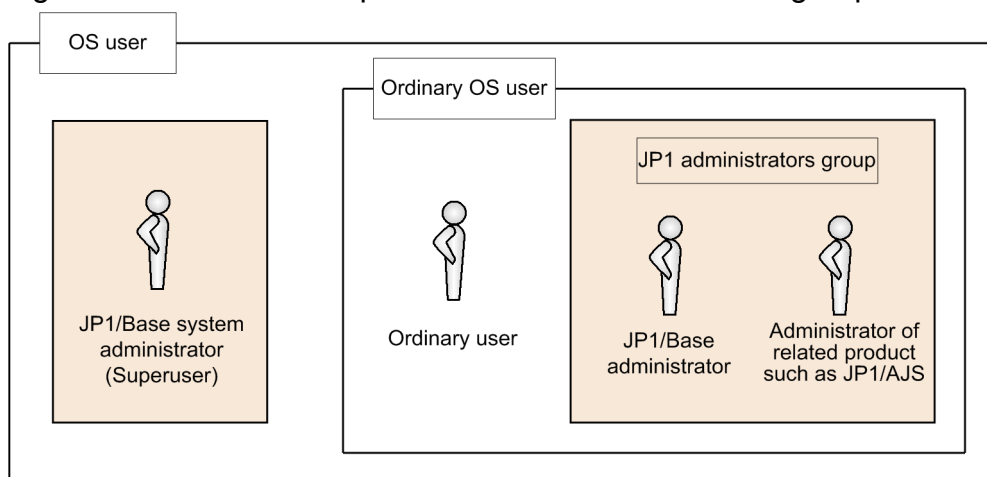 OS user
Ordinary OS user
JP1 administrators group
JP1/Base system
administrator
(Superuser)
Ordinary user
JP1/Base
administrator
Administrator of
related product
such as JP1/AJS